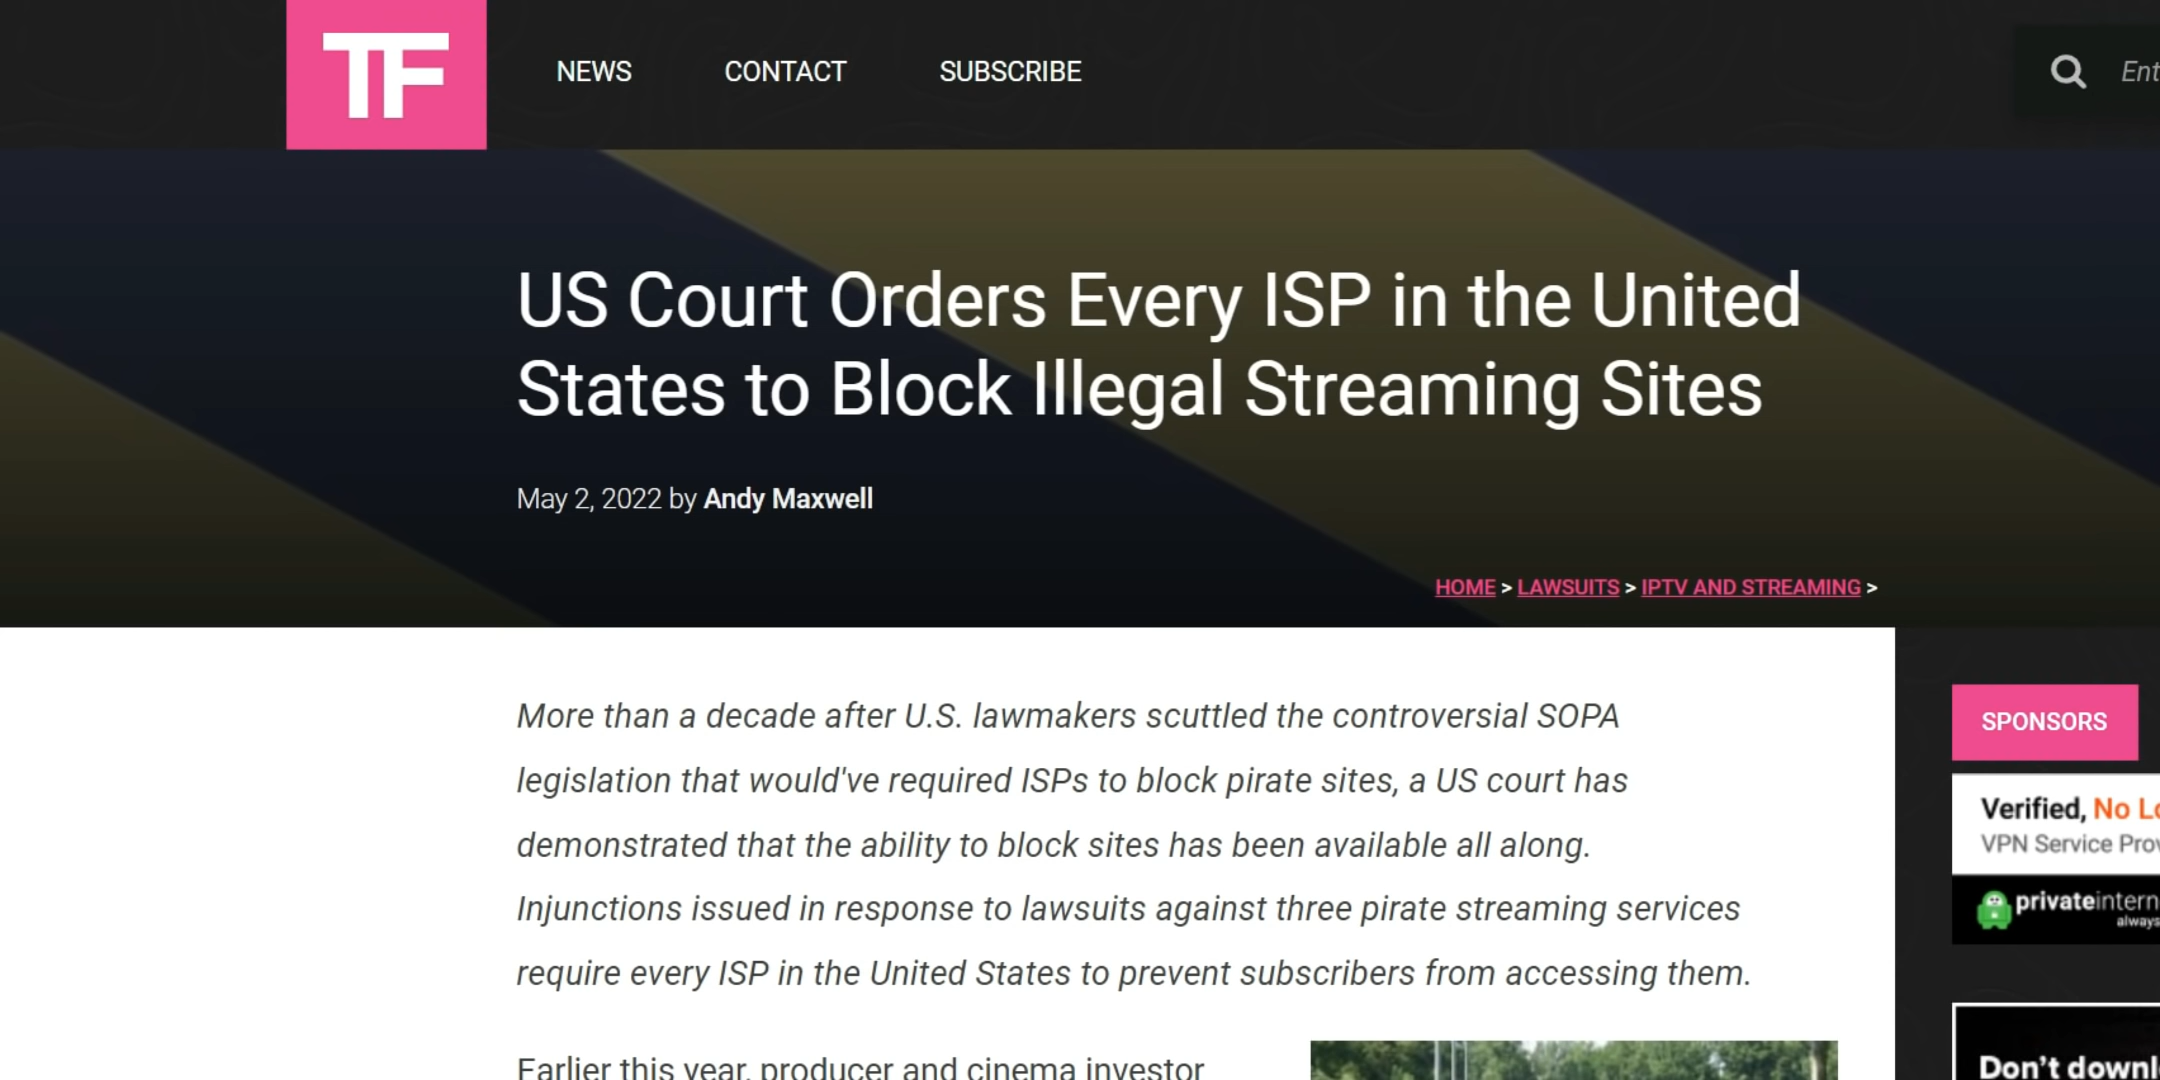 TF
NEWS
CONTACT
SUBSCRIBE
US Court Orders Every ISP in the United
States to Block Illegal Streaming Sites
May 2, 2022 by Andy Maxwell
HOME > LAWSUITS > IPTV AND STREAMING >
More than a decade after U.S. lawmakers scuttled the controversial SOPA
legislation that would've required ISPs to block pirate sites, a US court has
demonstrated that the ability to block sites has been available all along.
Injunctions issued in response to lawsuits against three pirate streaming services
require every ISP in the United States to prevent subscribers from accessing them.
Earlier this year, producer and cinema investor
SPONSORS
Verified, No
VPN Service
private
always
Don't